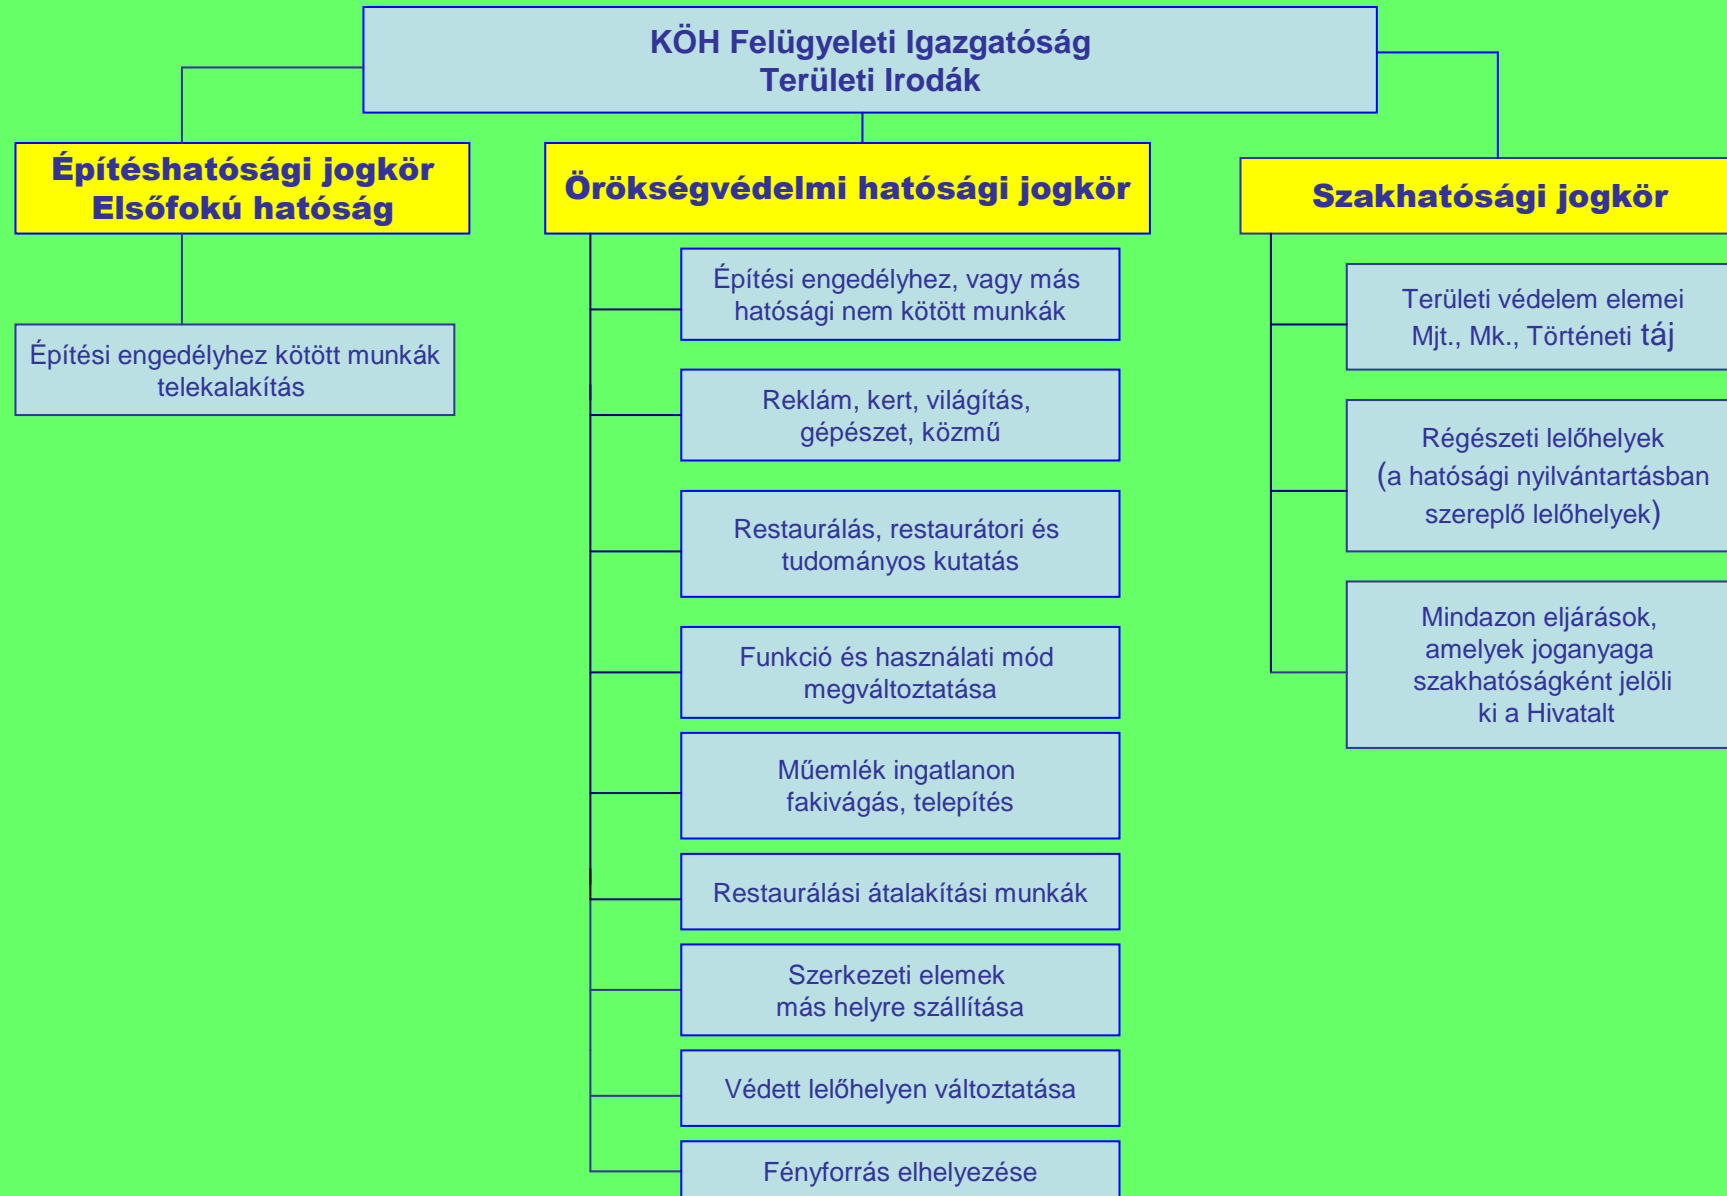 KÖH Felügyeleti Igazgatóság
Területi Irodák
Építéshatósági jogkör
Elsőfokú hatóság
Építési engedélyhez kötött munkák
telekalakítás
Örökségvédelmi hatósági jogkör
Építési engedélyhez, vagy más
hatósági nem kötött munkák
Reklám, kert, világítás,
gépészet, közmű
Restaurálás, restaurátori és
tudományos kutatás
Funkció és használati mód
megváltoztatása
Műemlék ingatlanon
fakivágás, telepítés
Restaurálási átalakítási munkák
Szerkezeti elemek
más helyre szállítása
Védett lelőhelyen változtatása
Fényforrás elhelyezése
Szakhatósági jogkör
Területi védelem elemei
Mjt., Mk., Történeti táj
Régészeti lelőhelyek
(a hatósági nyilvántartásban
szereplő lelőhelyek)
Mindazon eljárások,
amelyek joganyaga
szakhatóságként jelöli
ki a Hivatalt